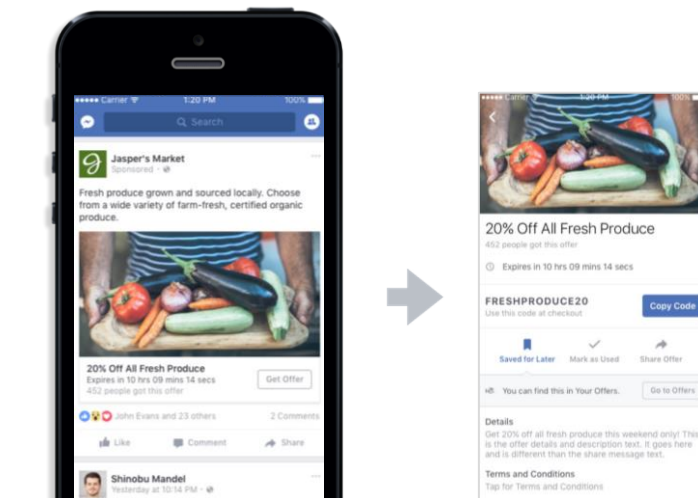 Carrier 1:20 PM 100%
Search
Jasper's Market
Sponsored ·
Fresh produce grown and sourced locally. Choose
from a wide variety of farm-fresh, certified organic
produce.
20% Off All Fresh Produce
Expires in 10 hrs 09 mins 14 secs
452 people got this offer
Get Offer
John Evans and 23 others 2 Comments
Like Comment Share
Shinobu Mandel
Yesterday at 10:14 PM ·
Carrier 1:20 PM
20% Off All Fresh Produce
452 people got this offer
Expires in 10 hrs 09 mins 14 secs
FRESHPRODUCE20
Use this code at checkout
Copy Code
Saved for Later Mark as Used Share Offer
You can find this in Your Offers. Go to Offers
Details
Get 20% off all fresh produce this weekend only! This
is the offer details and description text. It goes here
and is different than the share message text.
Terms and Conditions
Tap for Terms and Conditions